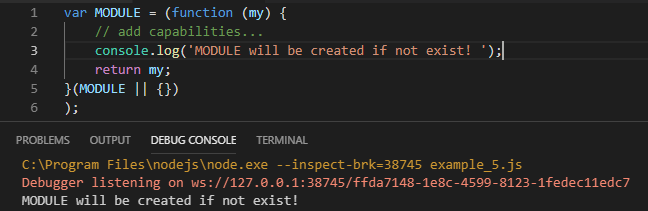 1 var MODULE = (function (my) {
2 // add capabilities...
3 console.log('MODULE will be created if not exist! ');
4 return my;
5 }(MODULE || {})
6 );
PROBLEMS OUTPUT DEBUG CONSOLE TERMINAL
C:\Program Files\nodejs\node.exe --inspect-brk=38745 example_5.js
Debugger listening on ws://127.0.0.1:38745/ffda7148-1e8c-4599-8123-1fedec11edc7
MODULE will be created if not exist!